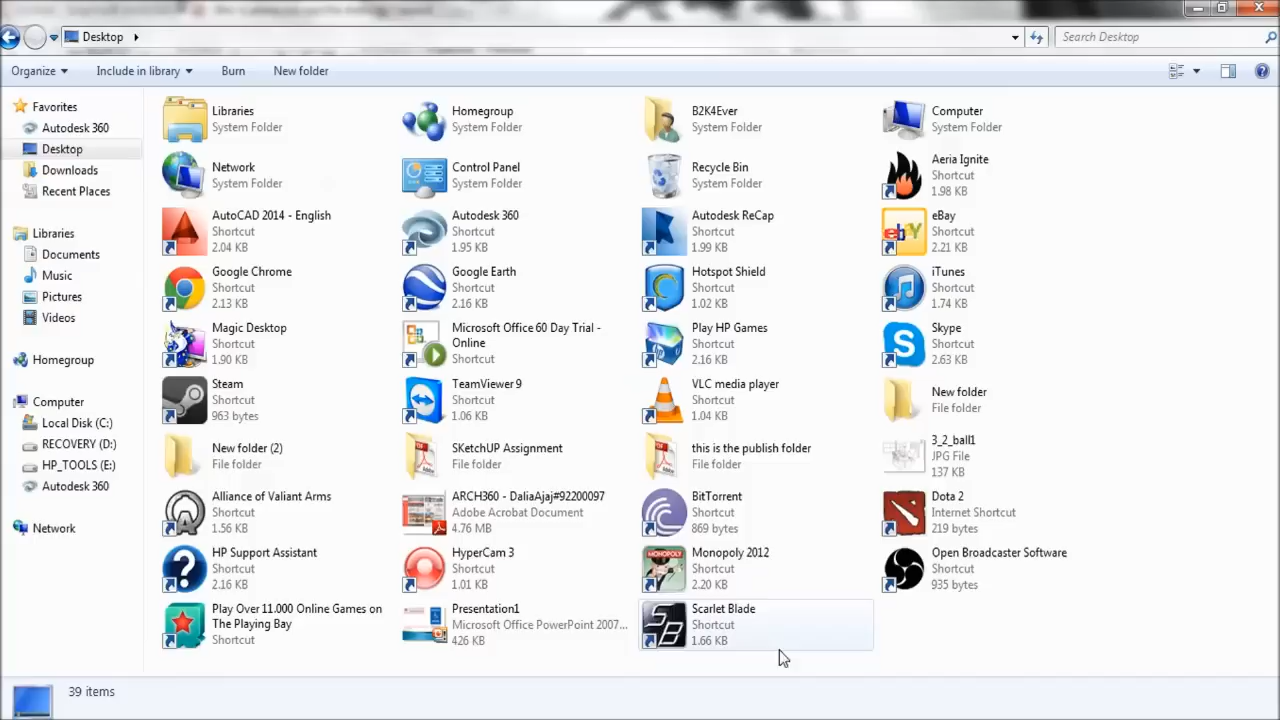 Desktop
Search Desktop
Organize
Include in library
Burn
New folder
Favorites
Autodesk 360
Desktop
Downloads
Recent Places
Libraries
Documents
Music
Pictures
Videos
Homegroup
Computer
Local Disk (C:)
RECOVERY (D:)
HP_TOOLS (E:)
Autodesk 360
Network
Libraries
System Folder
Homegroup
System Folder
B2K4Ever
System Folder
Computer
System Folder
Network
System Folder
Control Panel
System Folder
Recycle Bin
System Folder
Aeria Ignite
Shortcut
1.98 KB
AutoCAD 2014 - English
Shortcut
2.04 KB
Autodesk 360
Shortcut
1.95 KB
Autodesk ReCap
Shortcut
1.99 KB
eBay
Shortcut
2.21 KB
Google Chrome
Shortcut
2.13 KB
Google Earth
Shortcut
2.16 KB
Hotspot Shield
Shortcut
1.02 KB
iTunes
Shortcut
1.74 KB
Magic Desktop
Shortcut
1.90 KB
Microsoft Office 60 Day Trial -
Online
Shortcut
Play HP Games
Shortcut
2.16 KB
Skype
Shortcut
2.63 KB
Steam
Shortcut
963 bytes
TeamViewer 9
Shortcut
1.06 KB
VLC media player
Shortcut
1.04 KB
New folder
File folder
New folder (2)
File folder
SKetchUP Assignment
File folder
this is the publish folder
File folder
3_2_ball1
JPG File
137 KB
Alliance of Valiant Arms
Shortcut
1.56 KB
ARCH360 - DaliaAjaj#92200097
Adobe Acrobat Document
4.76 MB
BitTorrent
Shortcut
869 bytes
Dota 2
Internet Shortcut
219 bytes
HP Support Assistant
Shortcut
2.16 KB
HyperCam 3
Shortcut
1.01 KB
MONOPOLY
Monopoly 2012
Shortcut
2.20 KB
Open Broadcaster Software
Shortcut
935 bytes
Play Over 11.000 Online Games on
The Playing Bay
Shortcut
Presentation1
Microsoft Office PowerPoint 2007...
426 KB
SB
Scarlet Blade
Shortcut
1.66 KB
39 items